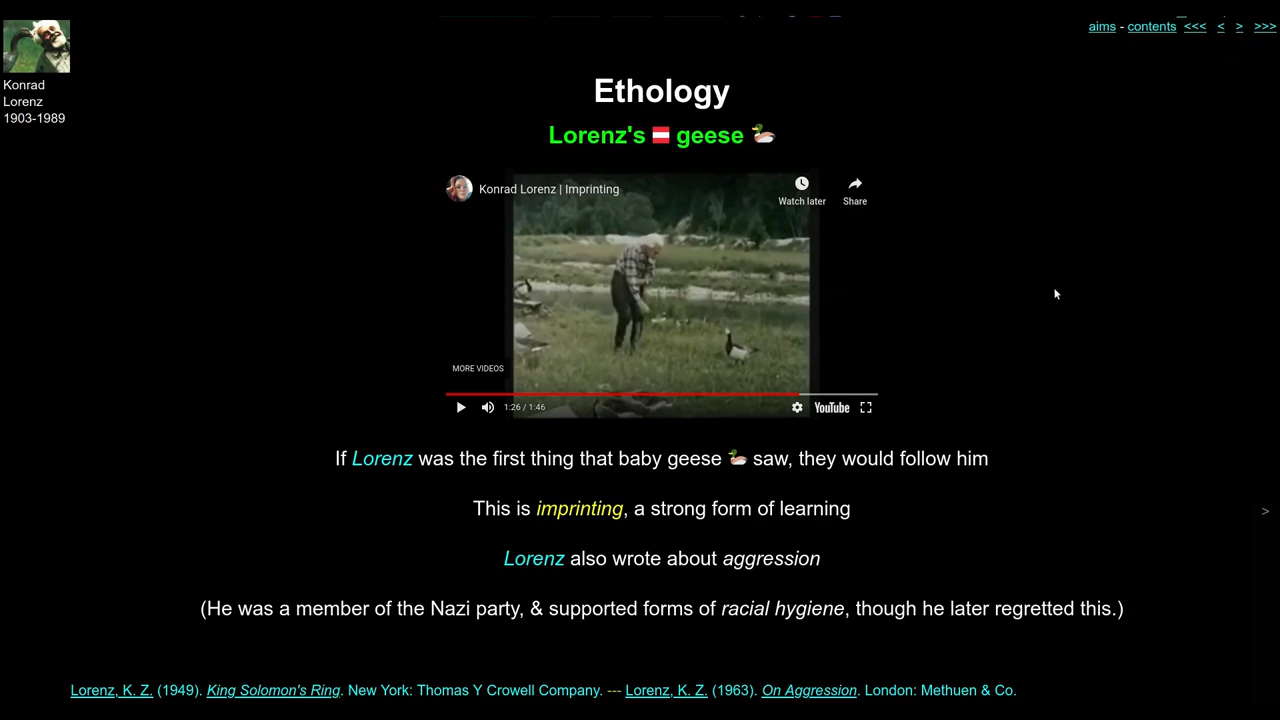 aims - contents <<< < > >>>
Konrad
Lorenz
1903-1989
Ethology
Lorenz's geese
Konrad Lorenz | Imprinting
Watch later
Share
MORE VIDEOS
1:26 / 1:46
YouTube
If Lorenz was the first thing that baby geese saw, they would follow him
This is imprinting, a strong form of learning
>
Lorenz also wrote about aggression
(He was a member of the Nazi party, & supported forms of racial hygiene, though he later regretted this.)
Lorenz, K. Z. (1949). King Solomon's Ring. New York: Thomas Y Crowell Company. --- Lorenz, K. Z. (1963). On Aggression. London: Methuen & Co.